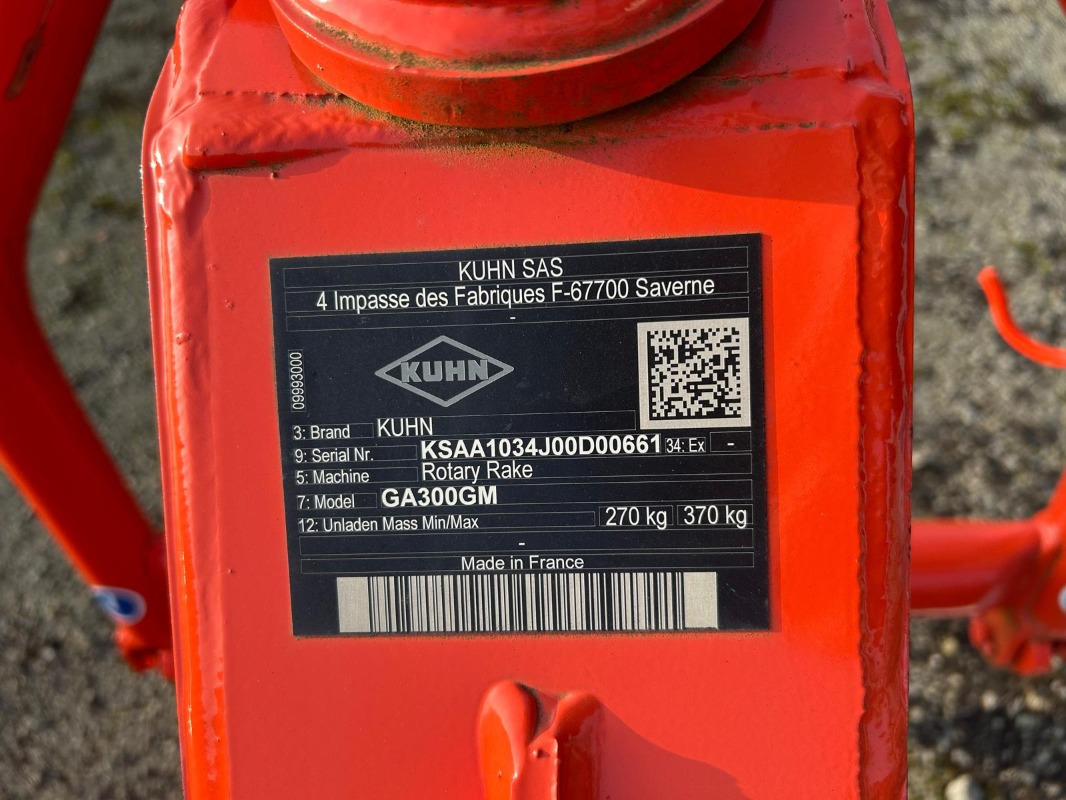 KUHN SAS
4 Impasse des Fabriques F-67700 Saverne
-
09993000
KUHN
3: Brand KUHN
9: Serial Nr. KSAA1034J00D00661 34: Ex -
5: Machine Rotary Rake
7: Model GA300GM
12: Unladen Mass Min/Max 270 kg 370 kg
-
Made in France